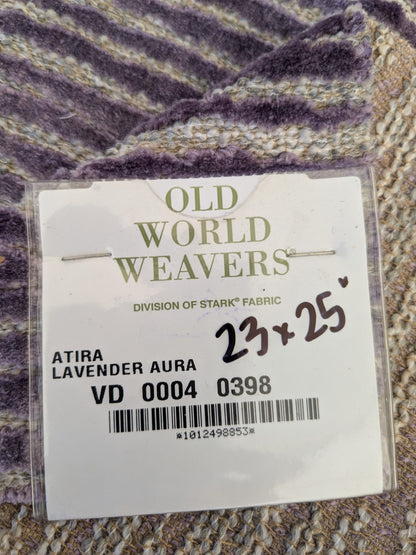 OLD
WORLD
WEAVERS
DIVISION OF STARK® FABRIC
23 x 25"
ATIRA
LAVENDER AURA
VD 0004 0398
*1012498853*